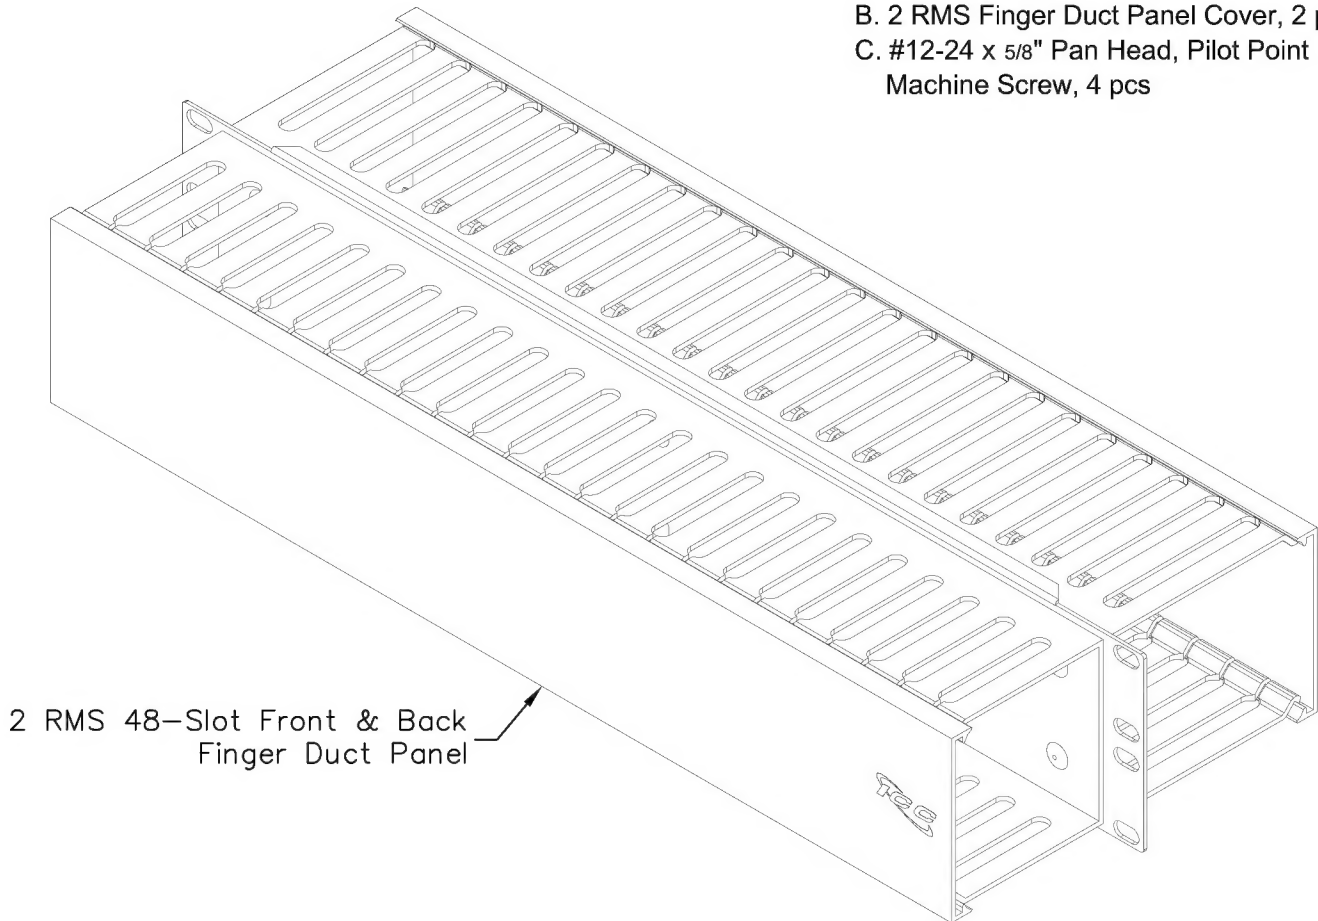 B. 2 RMS Finger Duct Panel Cover, 2
C. #12-24 x 5/8" Pan Head, Pilot Point
Machine Screw, 4 pcs
2 RMS 48-Slot Front & Back
Finger Duct Panel
ICC